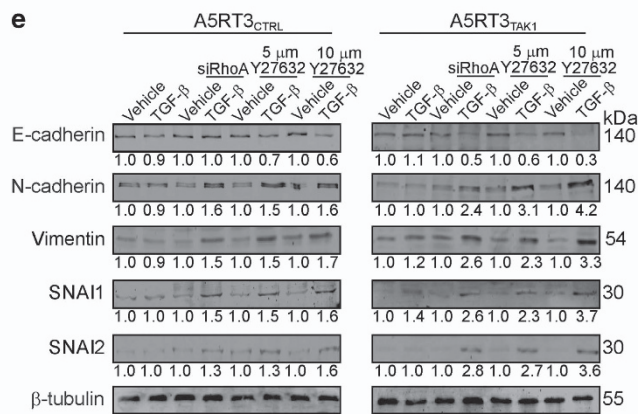 e
A5RT3CTRL A5RT3TAK1
5 μm 10 μm 5 μm 10 μm
siRhoA Y27632 Y27632 siRhoA Y27632 Y27632
Vehicle TGF-β Vehicle TGF-β Vehicle TGF-β Vehicle TGF-β Vehicle TGF-β Vehicle TGF-β Vehicle TGF-β Vehicle TGF-β
kDa
E-cadherin 140
1.0 0.9 1.0 1.0 1.0 0.7 1.0 0.6 1.0 1.1 1.0 0.5 1.0 0.6 1.0 0.3
N-cadherin 140
1.0 0.9 1.0 1.6 1.0 1.5 1.0 1.6 1.0 1.0 1.0 2.4 1.0 3.1 1.0 4.2
Vimentin 54
1.0 0.9 1.0 1.5 1.0 1.5 1.0 1.7 1.0 1.2 1.0 2.6 1.0 2.3 1.0 3.3
SNAI1 30
1.0 1.0 1.0 1.5 1.0 1.5 1.0 1.6 1.0 1.4 1.0 2.6 1.0 2.3 1.0 3.7
SNAI2 30
1.0 1.0 1.0 1.3 1.0 1.3 1.0 1.6 1.0 1.0 1.0 2.8 1.0 2.7 1.0 3.6
β-tubulin 55